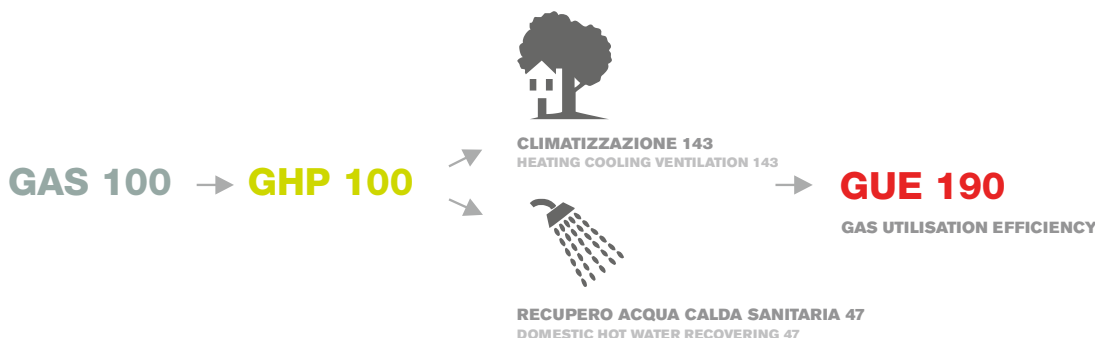 GAS 100
GHP 100
CLIMATIZZAZIONE 143
HEATING COOLING VENTILATION 143
RECUPERO ACQUA CALDA SANITARIA 47
DOMESTIC HOT WATER RECOVERING 47
GUE 190
GAS UTILISATION EFFICIENCY